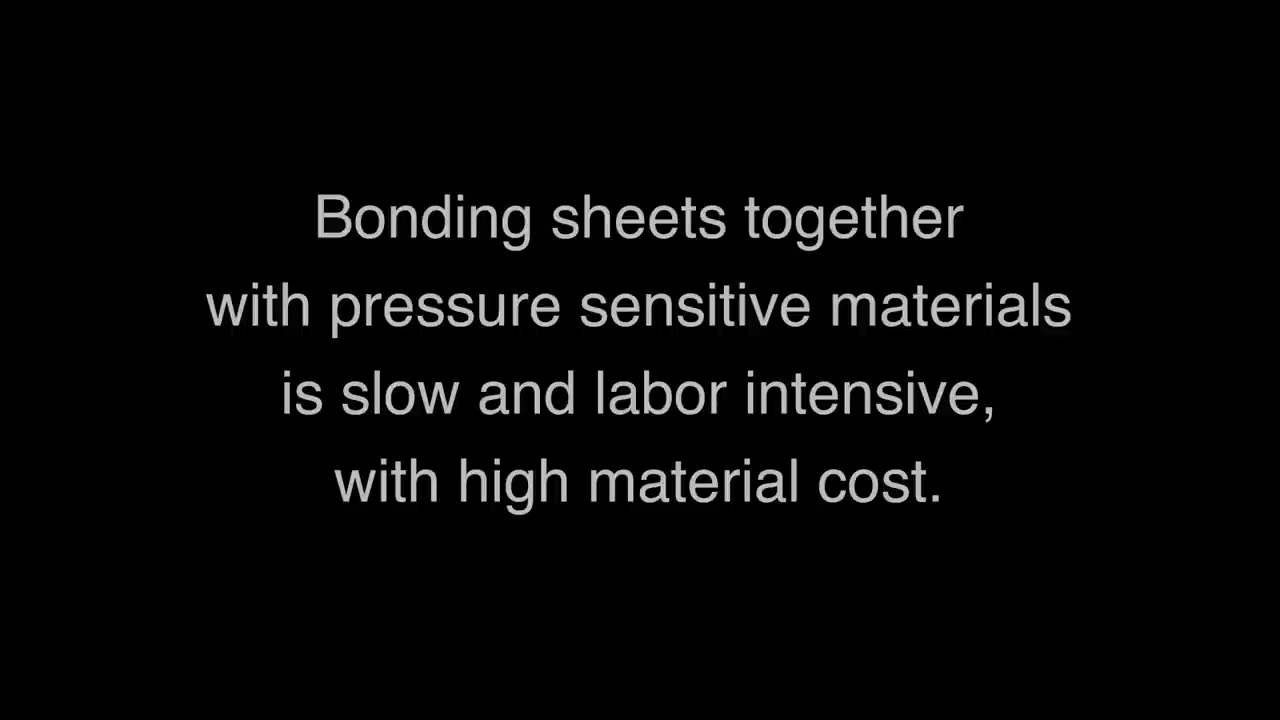 Bonding sheets together
with pressure sensitive materials
is slow and labor intensive,
with high material cost.